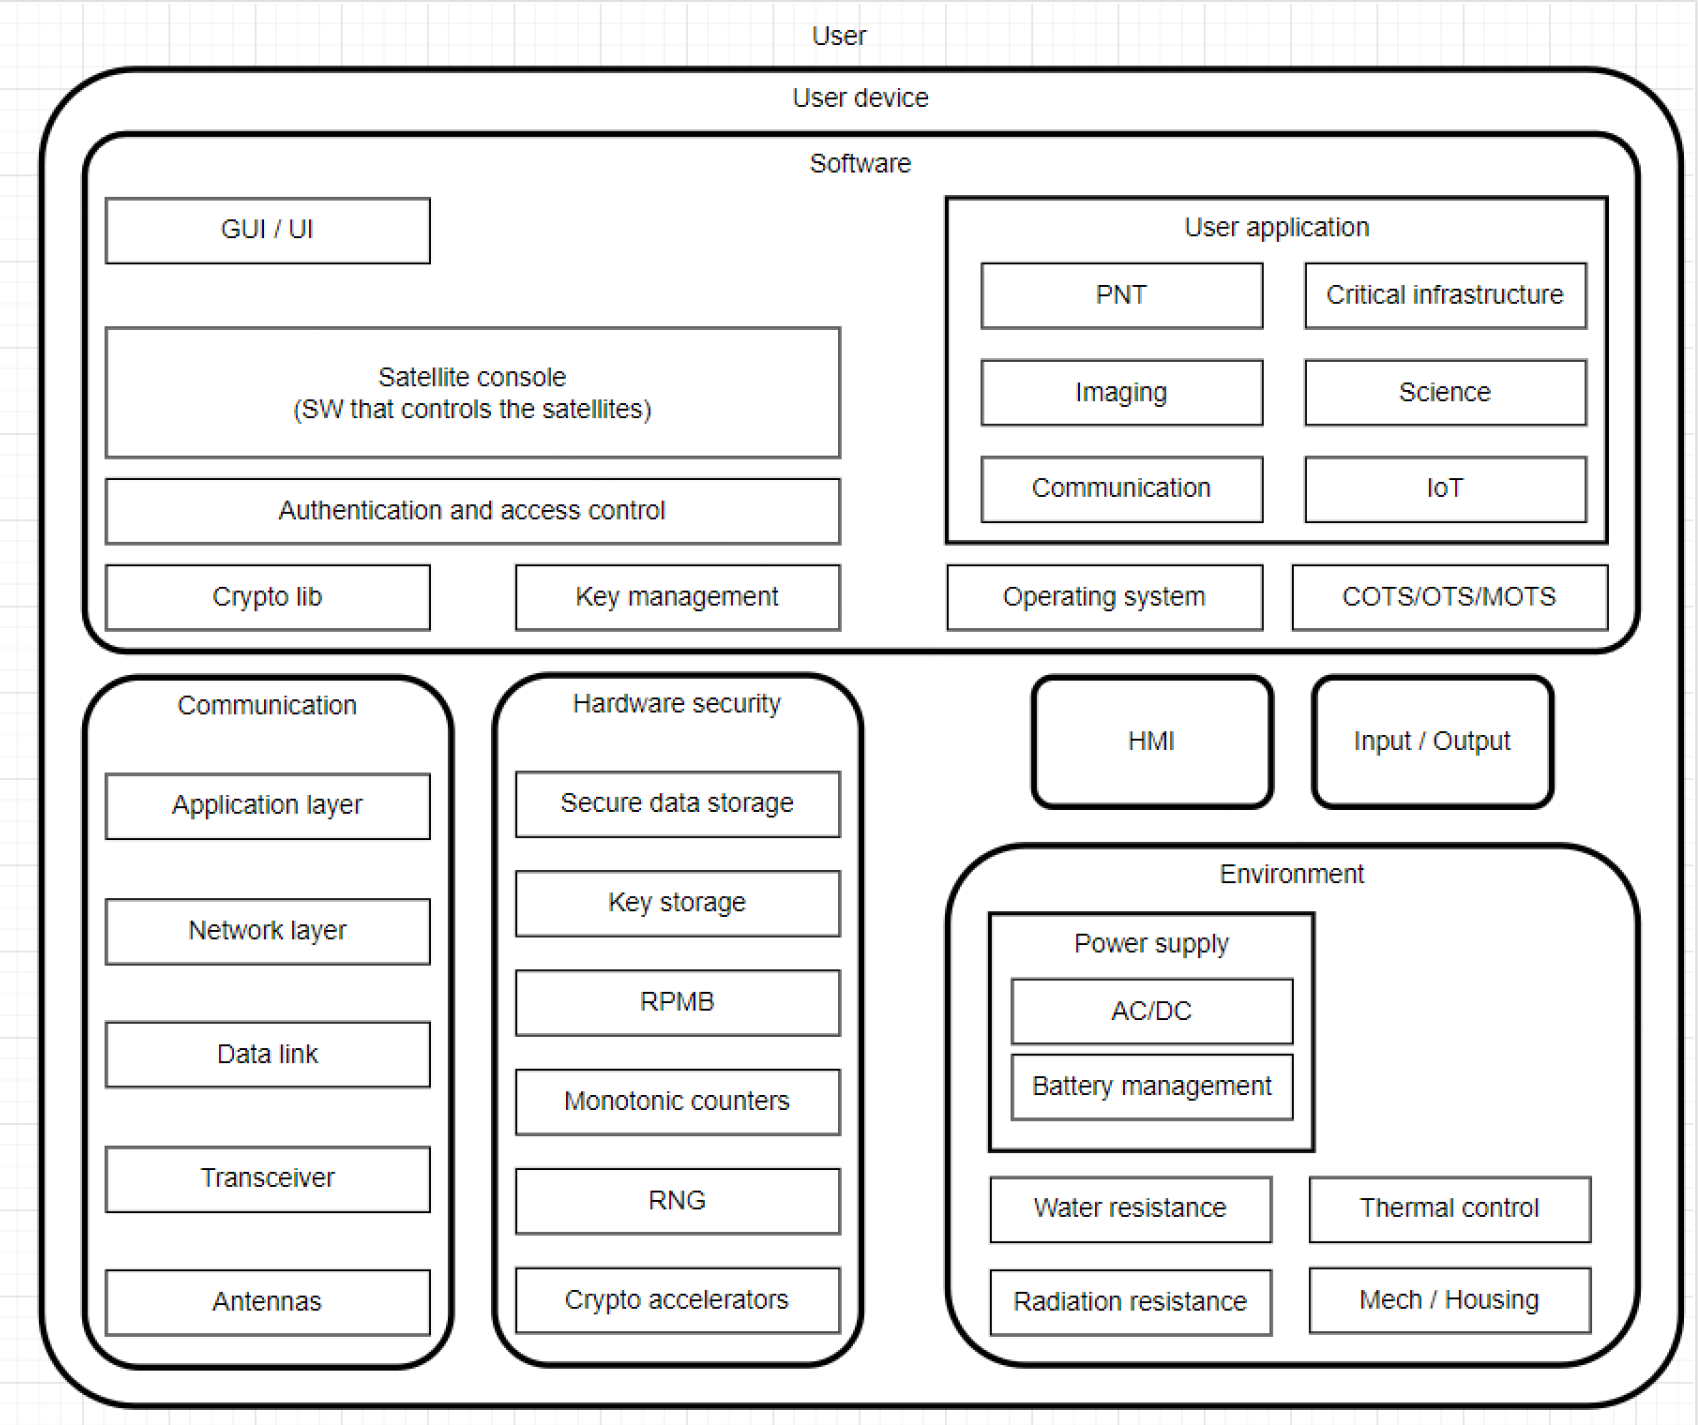 User
User device
Software
GUI / UI
Satellite console
(SW that controls the satellites)
Authentication and access control
Crypto lib
Key management
User application
PNT
Critical infrastructure
Imaging
Science
Communication
IoT
Operating system
COTS/OTS/MOTS
Communication
Application layer
Network layer
Data link
Transceiver
Antennas
Hardware security
Secure data storage
Key storage
RPMB
Monotonic counters
RNG
Crypto accelerators
HMI
Input / Output
Environment
Power supply
AC/DC
Battery management
Water resistance
Thermal control
Radiation resistance
Mech / Housing